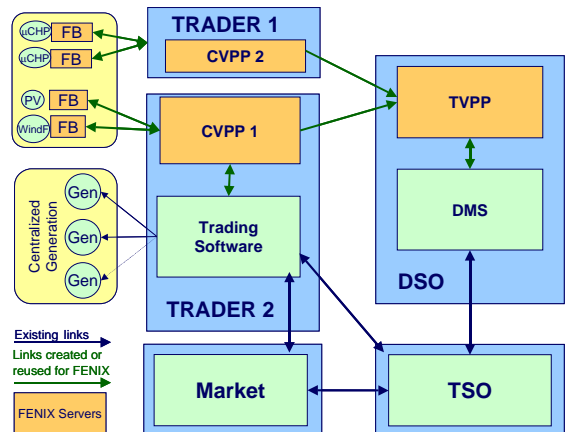 μCHP FB
μCHP FB
PV FB
WindF FB
TRADER 1
CVPP 2
CVPP 1
Trading
Software
TRADER 2
TVPP
DMS
DSO
Centralized
Generation
Gen
Gen
Gen
Existing links
Links created or
reused for FENIX
FENIX Servers
Market
TSO